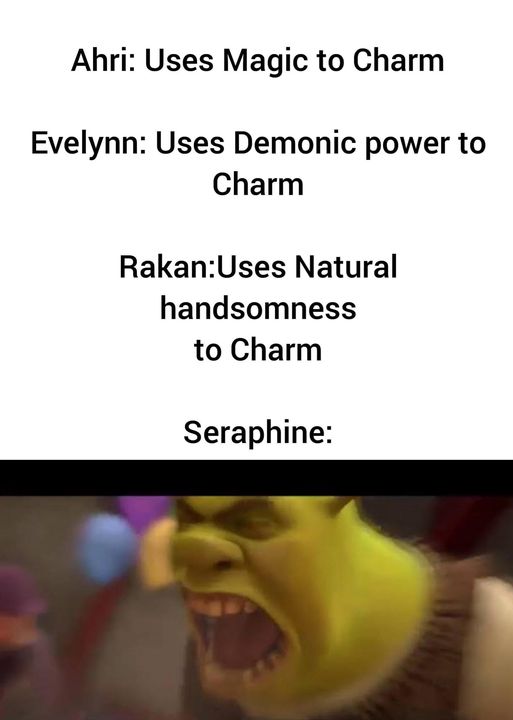 Ahri: Uses Magic to Charm
Evelynn: Uses Demonic power to
Charm
Rakan:Uses Natural
handsomness
to Charm
Seraphine: